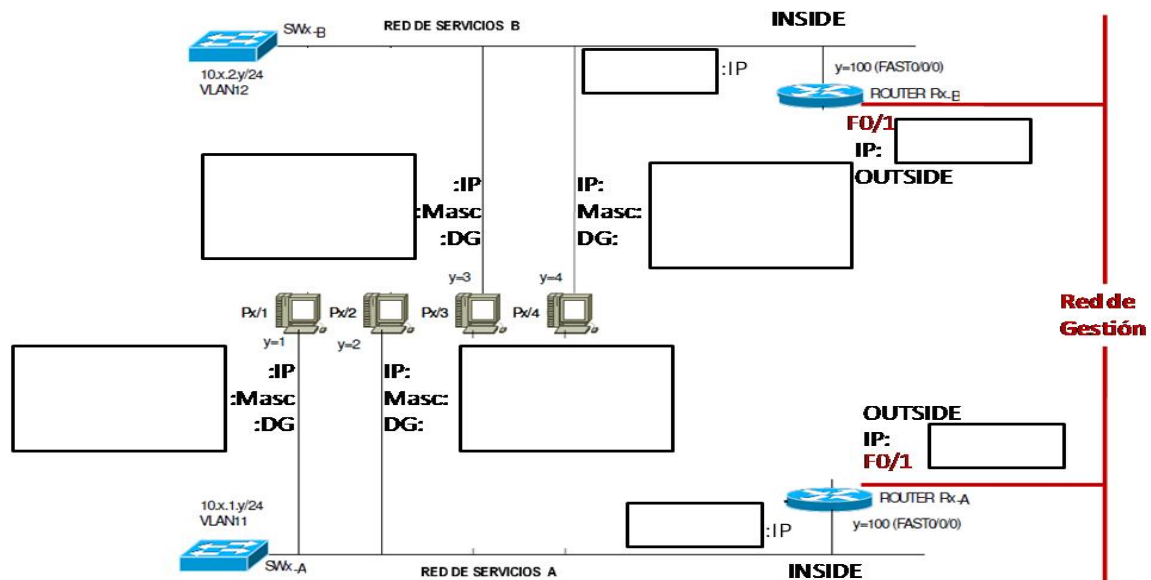 SWx-B
RED DE SERVICIOS B
INSIDE
10.x.2.y/24
VLAN12
:IP
y=100 (FAST0/0/0)
ROUTER Rx-B
F0/1
IP:
OUTSIDE
:IP
:Masc
:DG
IP:
Masc:
DG:
y=3
y=4
Px/1
Px/2
Px/3
Px/4
y=1
y=2
Red de
Gestión
:IP
:Masc
:DG
IP:
Masc:
DG:
OUTSIDE
IP:
F0/1
10.x.1.y/24
VLAN11
:IP
ROUTER Rx-A
y=100 (FAST0/0/0)
SWx-A
RED DE SERVICIOS A
INSIDE